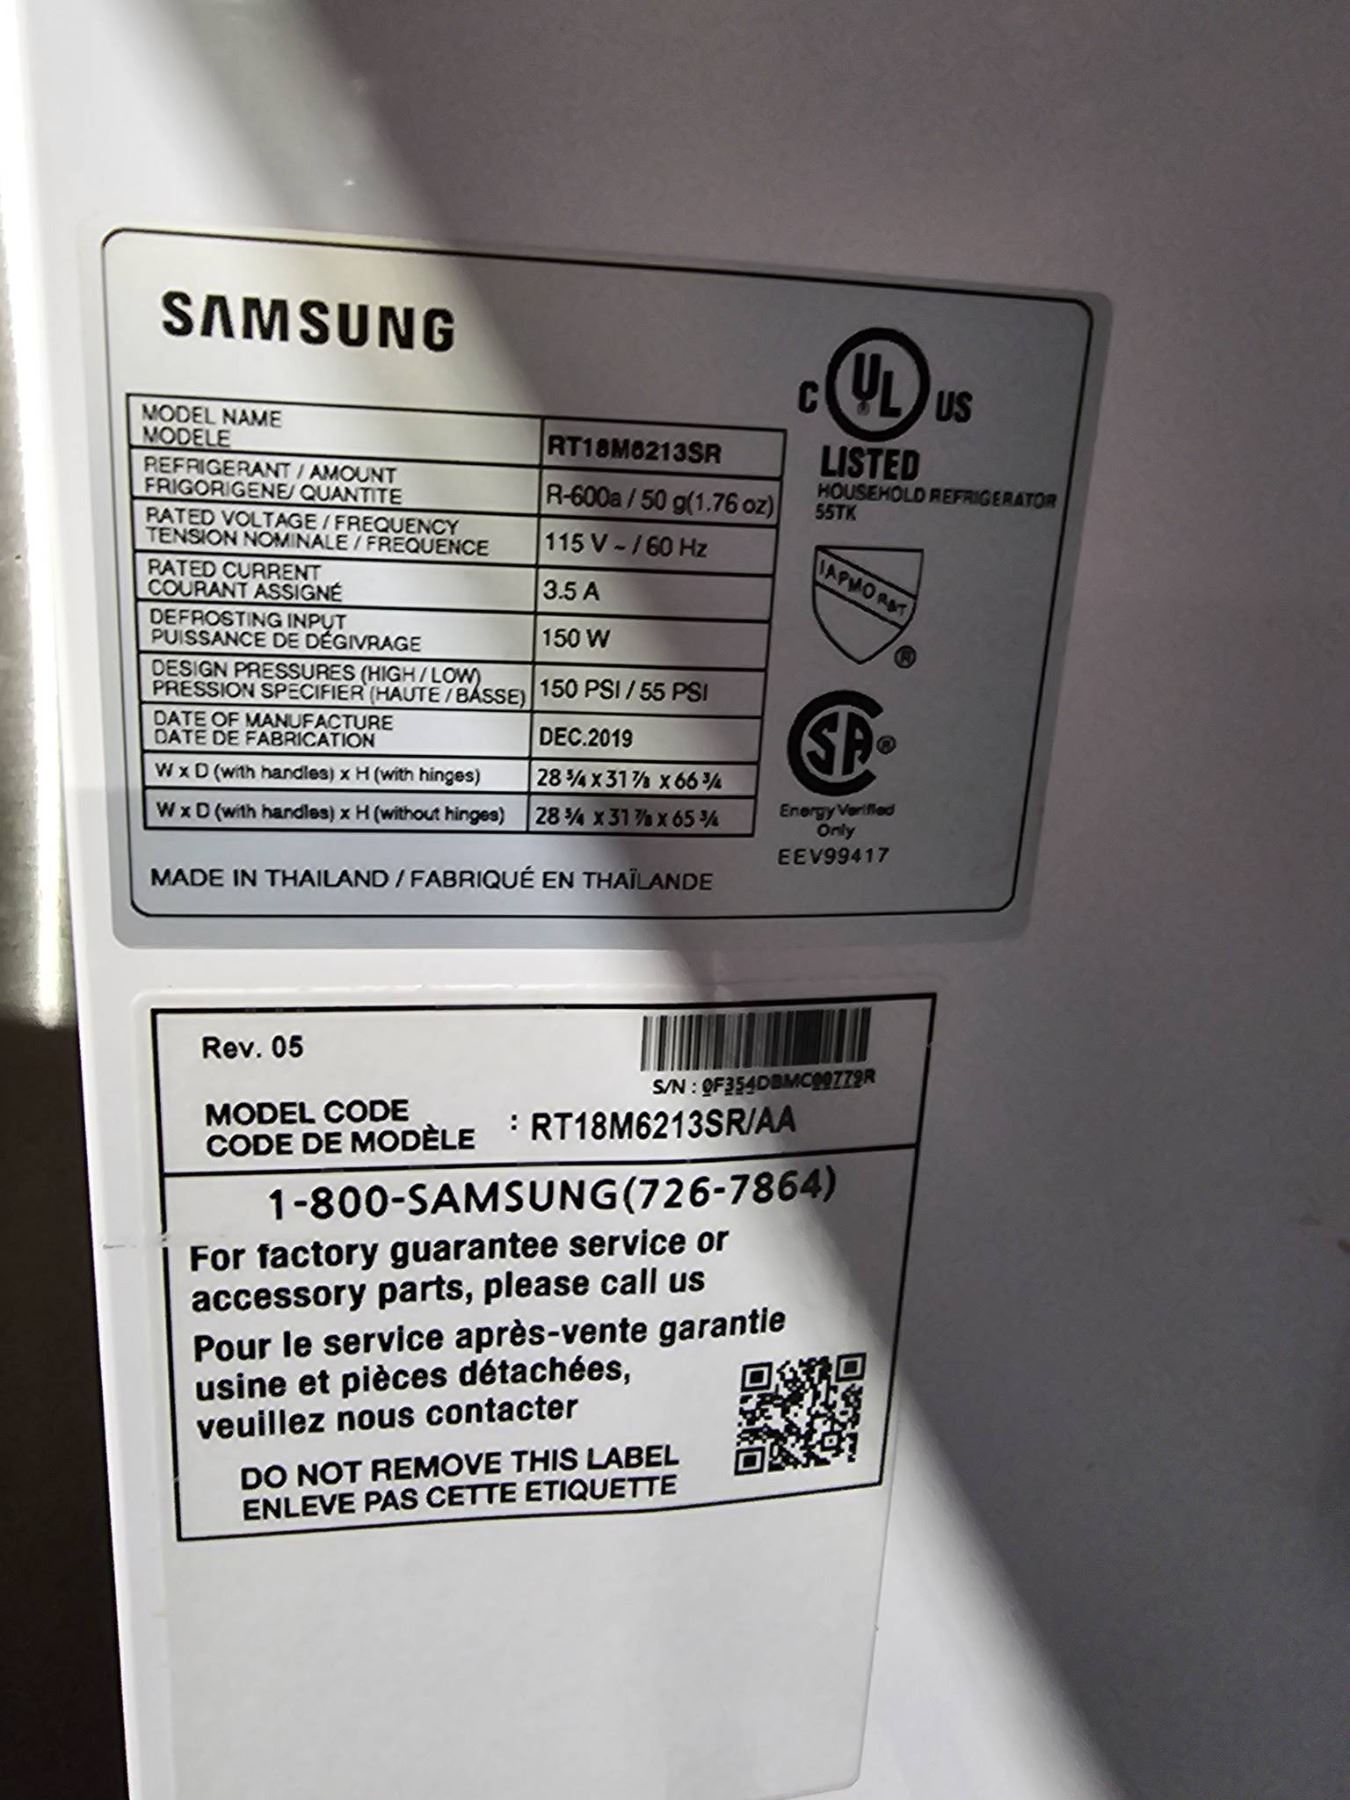 SAMSUNG
MODEL NAME
MODELE
RT18M6213SR
REFRIGERANT / AMOUNT
FRIGORIGENE/ QUANTITE
R-600a / 50 g(1.76 oz)
RATED VOLTAGE / FREQUENCY
TENSION NOMINALE / FREQUENCE
115 V ~ / 60 Hz
RATED CURRENT
COURANT ASSIGNÉ
3.5 A
DEFROSTING INPUT
PUISSANCE DE DÉGIVRAGE
150 W
DESIGN PRESSURES (HIGH / LOW)
PRESSION SPECIFIER (HAUTE / BASSE)
150 PSI / 55 PSI
DATE OF MANUFACTURE
DATE DE FABRICATION
DEC.2019
W x D (with handles) x H (with hinges)
28 3/4 x 31 7/8 x 66 3/4
W x D (with handles) x H (without hinges)
28 3/4 x 31 7/8 x 65 3/4
MADE IN THAILAND / FABRIQUÉ EN THAÏLANDE
C UL ® US
LISTED
HOUSEHOLD REFRIGERATOR
55TK
IAPMO R&T
®
SA ®
Energy Verified
Only
EEV99417
Rev. 05
S/N : 0F354DBMC00779R
MODEL CODE
CODE DE MODÈLE
: RT18M6213SR/AA
1-800-SAMSUNG(726-7864)
For factory guarantee service or
accessory parts, please call us
Pour le service après-vente garantie
usine et pièces détachées,
veuillez nous contacter
DO NOT REMOVE THIS LABEL
ENLEVE PAS CETTE ETIQUETTE